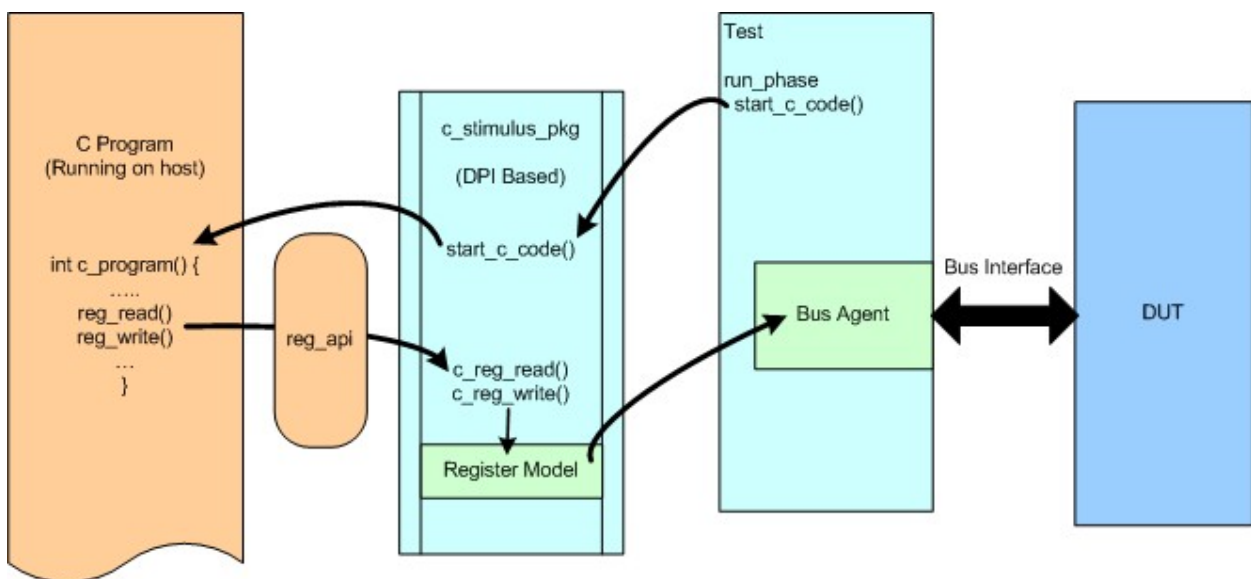 C Program
(Running on host)
int c_program() {
…..
reg_read()
reg_write()
…
}
reg_api
c_stimulus_pkg
(DPI Based)
start_c_code()
c_reg_read()
c_reg_write()
Register Model
Test
run_phase
start_c_code()
Bus Agent
Bus Interface
DUT